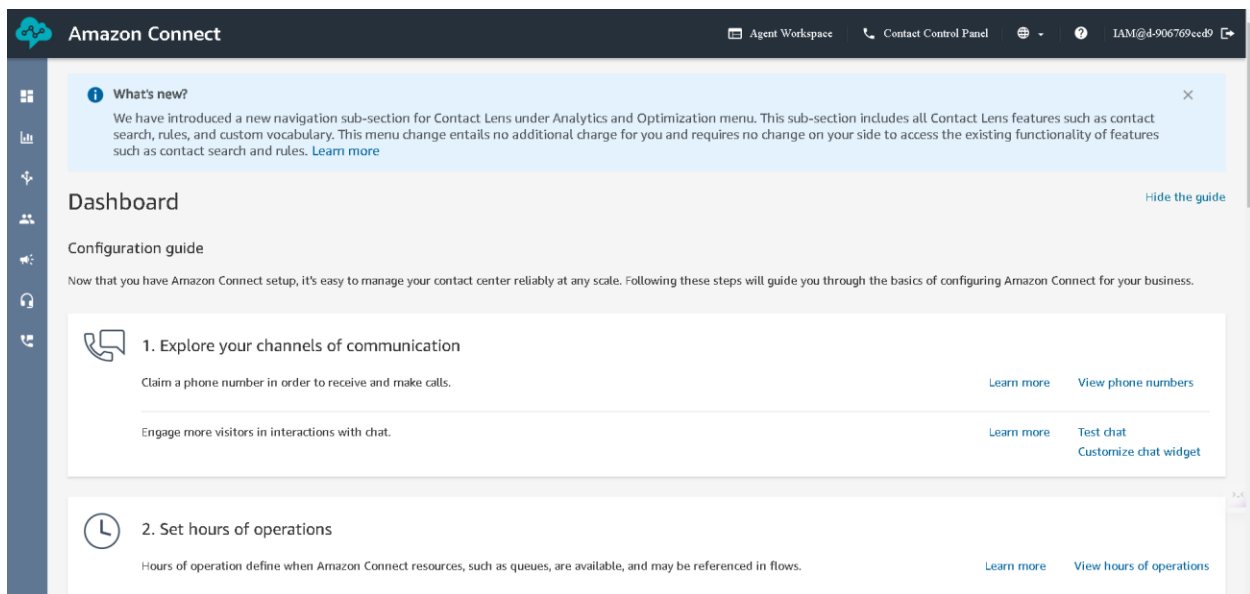 Amazon Connect
Agent Workspace
Contact Control Panel
IAM@d-906769ecd9
What's new?
We have introduced a new navigation sub-section for Contact Lens under Analytics and Optimization menu. This sub-section includes all Contact Lens features such as contact
search, rules, and custom vocabulary. This menu change entails no additional charge for you and requires no change on your side to access the existing functionality of features
such as contact search and rules. Learn more
Dashboard
Hide the guide
Configuration guide
Now that you have Amazon Connect setup, it's easy to manage your contact center reliably at any scale. Following these steps will guide you through the basics of configuring Amazon Connect for your business.
1. Explore your channels of communication
Claim a phone number in order to receive and make calls.
Learn more
View phone numbers
Engage more visitors in interactions with chat.
Learn more
Test chat
Customize chat widget
2. Set hours of operations
Hours of operation define when Amazon Connect resources, such as queues, are available, and may be referenced in flows.
Learn more
View hours of operations